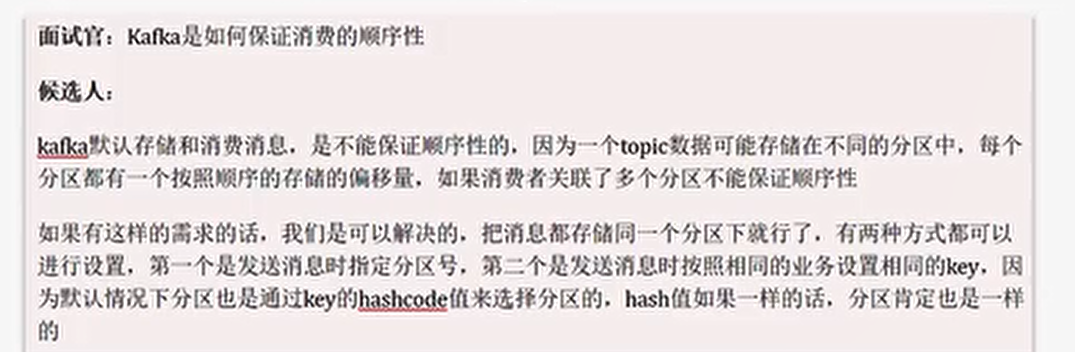 面试官：Kafka是如何保证消费的顺序性
候选人：
kafka默认存储和消费消息，是不能保证顺序性的，因为一个topic数据可能存储在不同的分区中，每个
分区都有一个按照顺序的存储的偏移量，如果消费者关联了多个分区不能保证顺序性
如果有这样的需求的话，我们是可以解决的，把消息都存储同一个分区下就行了，有两种方式都可以
进行设置，第一个是发送消息时指定分区号，第二个是发送消息时按照相同的业务设置相同的key，因
为默认情况下分区也是通过key的hashcode值来选择分区的，hash值如果一样的话，分区肯定也是一样
的